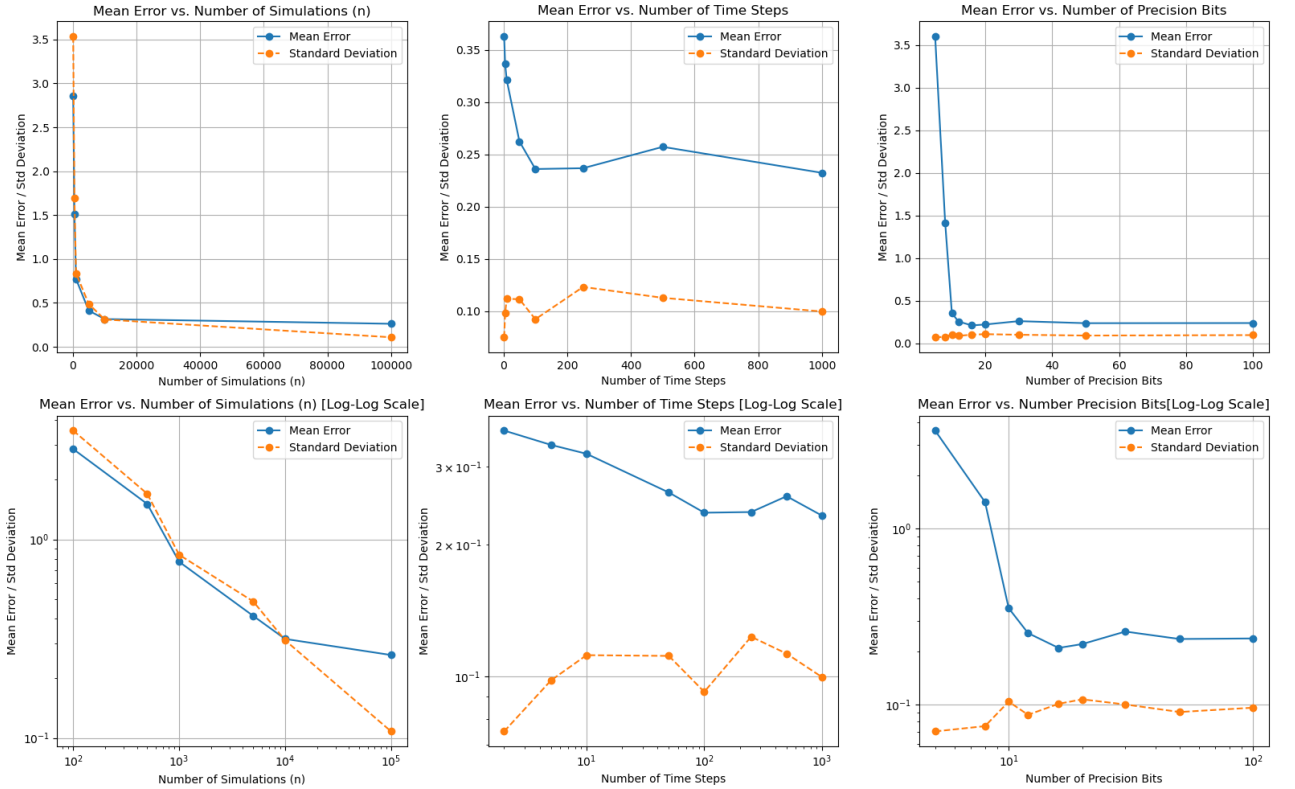 Mean Error vs. Number of Simulations (n)
3.5
3.0
2.5
2.0
1.5
1.0
0.5
0.0
Mean Error / Std Deviation
Mean Error
Standard Deviation
0
20000
40000
60000
80000
100000
Number of Simulations (n)
Mean Error vs. Number of Time Steps
0.35
0.30
0.25
0.20
0.15
0.10
Mean Error / Std Deviation
Mean Error
Standard Deviation
0
200
400
600
800
1000
Number of Time Steps
Mean Error vs. Number of Precision Bits
3.5
3.0
2.5
2.0
1.5
1.0
0.5
0.0
Mean Error / Std Deviation
Mean Error
Standard Deviation
20
40
60
80
100
Number of Precision Bits
Mean Error vs. Number of Simulations (n) [Log-Log Scale]
10⁰
10⁻¹
Mean Error / Std Deviation
Mean Error
Standard Deviation
10²
10³
10⁴
10⁵
Number of Simulations (n)
Mean Error vs. Number of Time Steps [Log-Log Scale]
3 × 10⁻¹
2 × 10⁻¹
10⁻¹
Mean Error / Std Deviation
Mean Error
Standard Deviation
10¹
10²
10³
Number of Time Steps
Mean Error vs. Number Precision Bits[Log-Log Scale]
10⁰
10⁻¹
Mean Error / Std Deviation
Mean Error
Standard Deviation
10¹
10²
Number of Precision Bits